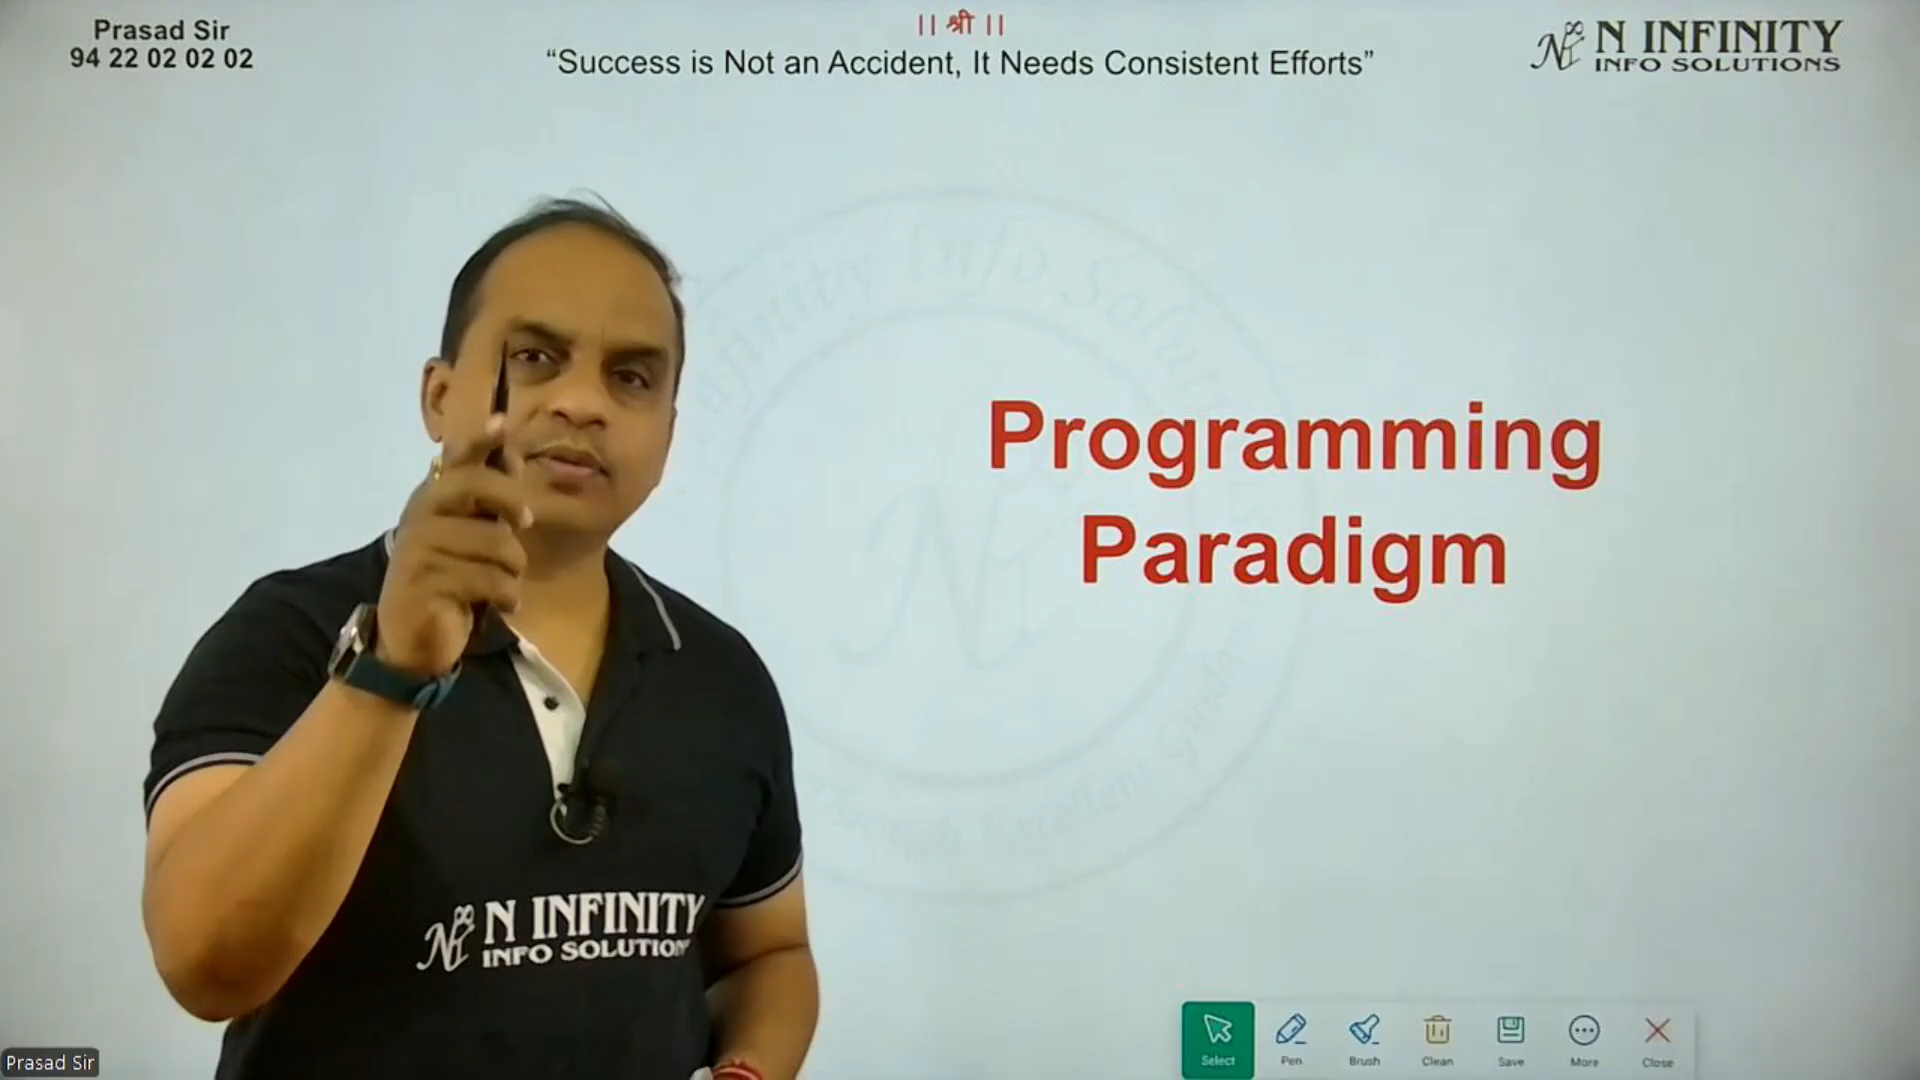 Prasad Sir
94 22 02 02 02
|| श्री ||
“Success is Not an Accident, It Needs Consistent Efforts”
N INFINITY
INFO SOLUTIONS
Programming
Paradigm
N INFINITY
INFO SOLUTION
Select
Pen
Brush
Clean
Save
More
Close
Prasad Sir